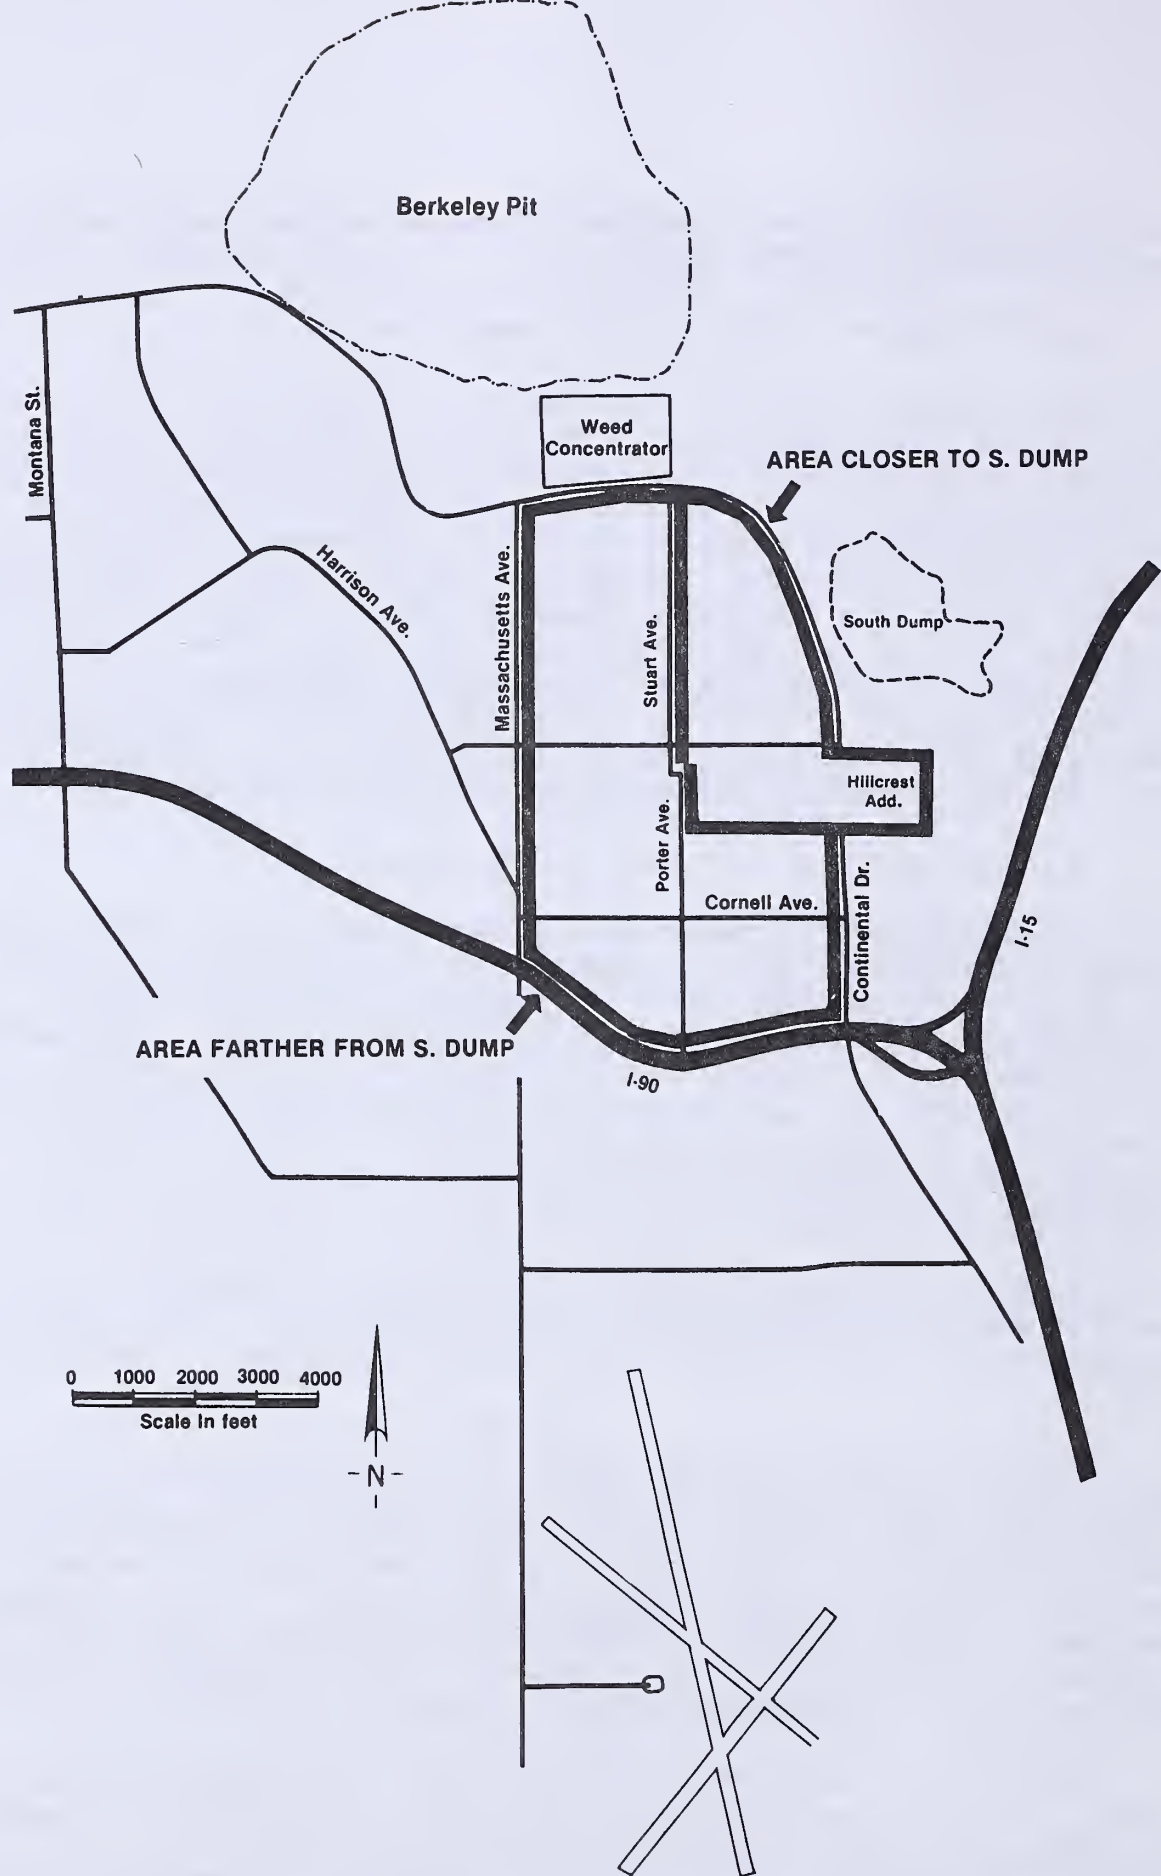 Berkeley Pit
Montana St.
Weed
Concentrator
AREA CLOSER TO S. DUMP
Harrison Ave.
Massachusetts Ave.
Stuart Ave.
South Dump
Hillcrest
Add.
Porter Ave.
Cornell Ave.
Continental Dr.
I-15
AREA FARTHER FROM S. DUMP
I-90
0 1000 2000 3000 4000
Scale in feet
-N-